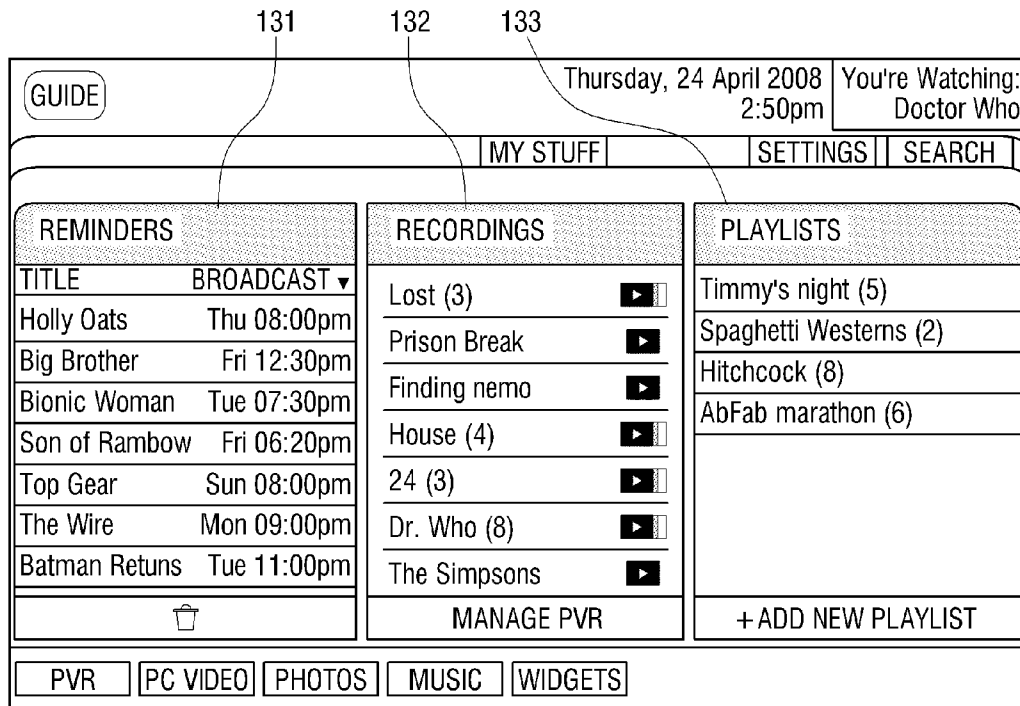 131 132 133
GUIDE
Thursday, 24 April 2008
2:50pm
You're Watching:
Doctor Who
MY STUFF SETTINGS SEARCH
REMINDERS
TITLE BROADCAST ▼
Holly Oats Thu 08:00pm
Big Brother Fri 12:30pm
Bionic Woman Tue 07:30pm
Son of Rambow Fri 06:20pm
Top Gear Sun 08:00pm
The Wire Mon 09:00pm
Batman Retuns Tue 11:00pm
RECORDINGS
Lost (3)
Prison Break
Finding nemo
House (4)
24 (3)
Dr. Who (8)
The Simpsons
MANAGE PVR
PLAYLISTS
Timmy's night (5)
Spaghetti Westerns (2)
Hitchcock (8)
AbFab marathon (6)
+ADD NEW PLAYLIST
PVR PC VIDEO PHOTOS MUSIC WIDGETS